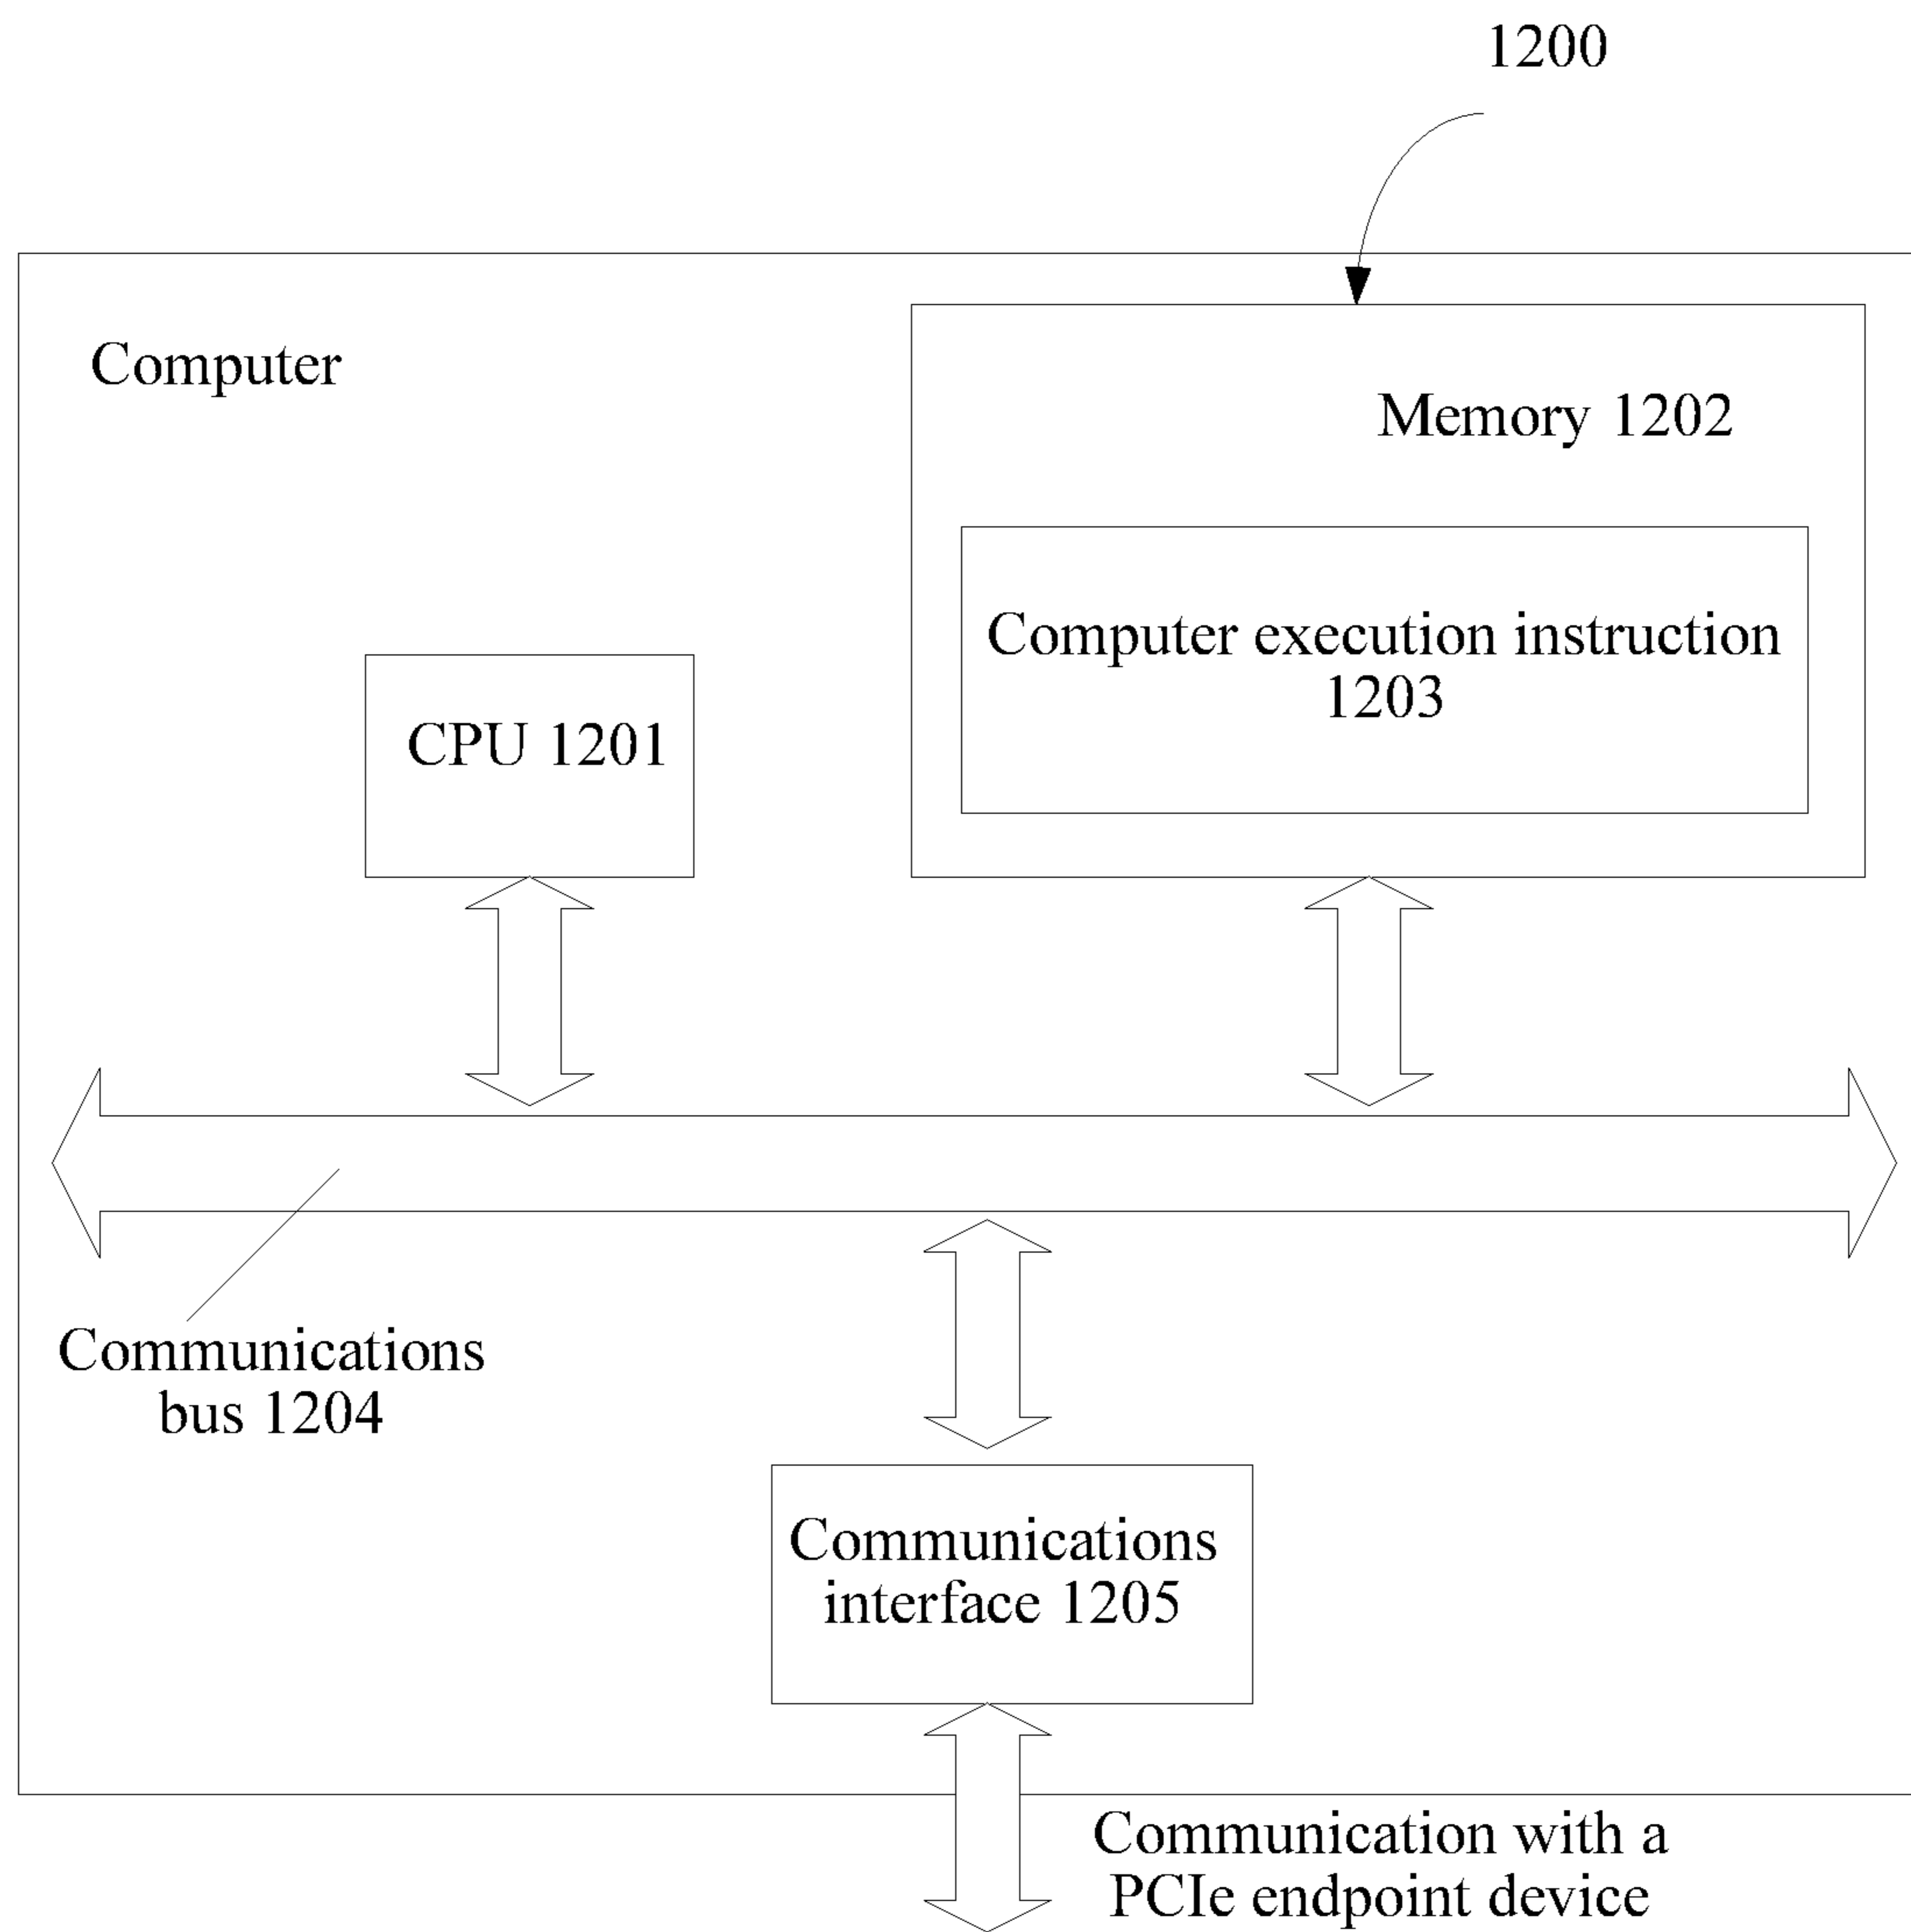 1200
Computer
Memory 1202
Computer execution instruction
1203
CPU 1201
Communications
bus 1204
Communications
interface 1205
Communication with a
PCIe endpoint device